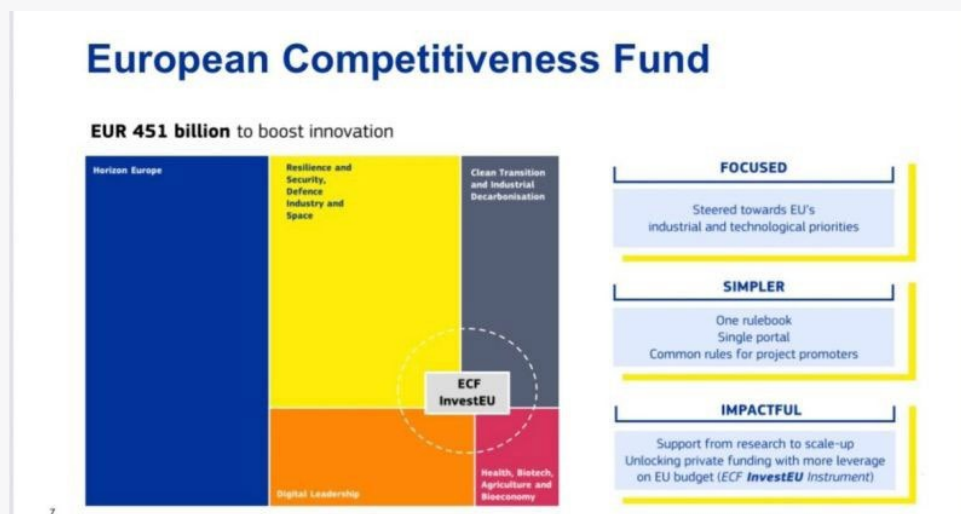 European Competitiveness Fund
EUR 451 billion to boost innovation
Horizon Europe
Resilience and
Security,
Defence
Industry and
Space
Clean Transition
and Industrial
Decarbonisation
ECF
InvestEU
Digital Leadership
Health, Biotech,
Agriculture and
Bioeconomy
FOCUSED
Steered towards EU's
industrial and technological priorities
SIMPLER
One rulebook
Single portal
Common rules for project promoters
IMPACTFUL
Support from research to scale-up
Unlocking private funding with more leverage
on EU budget (ECF InvestEU Instrument)
7